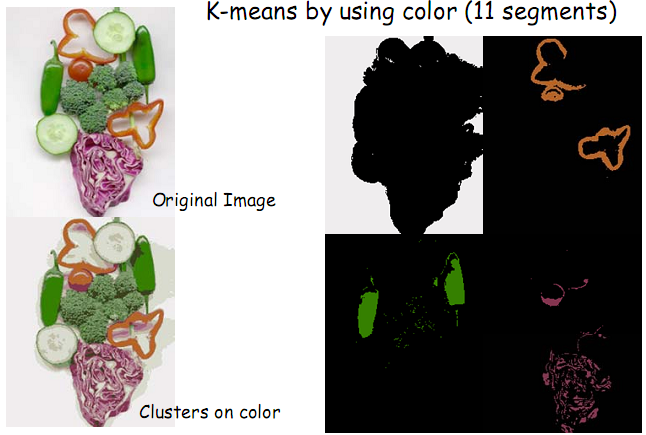 K-means by using color (11 segments)
Original Image
Clusters on color